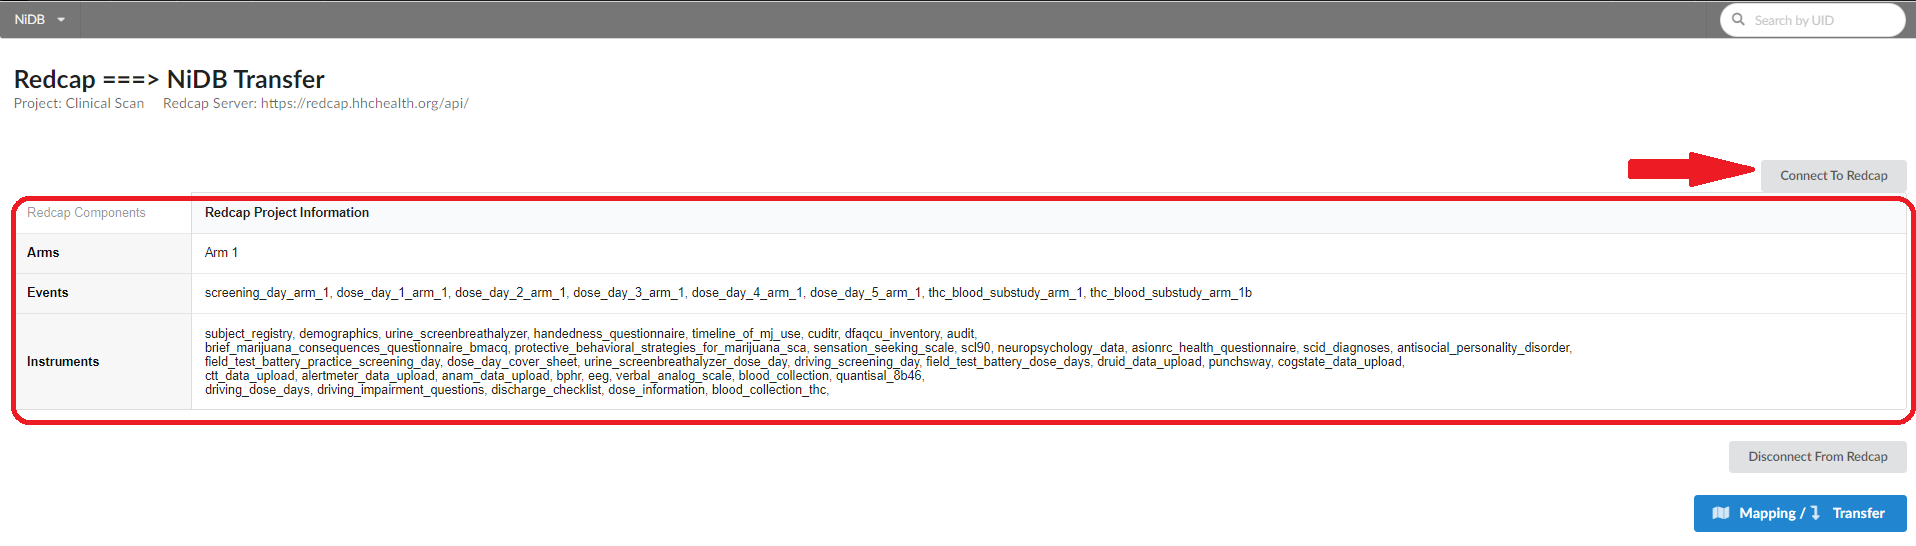 NiDB
Search by UID
Redcap ===> NiDB Transfer
Project: Clinical Scan Redcap Server: https://redcap.hhchealth.org/api/
Connect To Redcap
Redcap Components Redcap Project Information
Arms Arm 1
Events screening_day_arm_1, dose_day_1_arm_1, dose_day_2_arm_1, dose_day_3_arm_1, dose_day_4_arm_1, dose_day_5_arm_1, thc_blood_substudy_arm_1, thc_blood_substudy_arm_1b
Instruments
subject_registry, demographics, urine_screenbreathalyzer, handedness_questionnaire, timeline_of_mj_use, cuditr, dfaqcu_inventory, audit,
brief_marijuana_consequences_questionnaire_bmacq, protective_behavioral_strategies_for_marijuana_sca, sensation_seeking_scale, scl90, neuropsychology_data, asionrc_health_questionnaire, scid_diagnoses, antisocial_personality_disorder,
field_test_battery_practice_screening_day, dose_day_cover_sheet, urine_screenbreathalyzer_dose_day, driving_screening_day, field_test_battery_dose_days, druid_data_upload, punchsway, cogstate_data_upload,
ctt_data_upload, alertmeter_data_upload, anam_data_upload, bphr, eeg, verbal_analog_scale, blood_collection, quantisal_8b46,
driving_dose_days, driving_impairment_questions, discharge_checklist, dose_information, blood_collection_thc,
Disconnect From Redcap
Mapping / Transfer